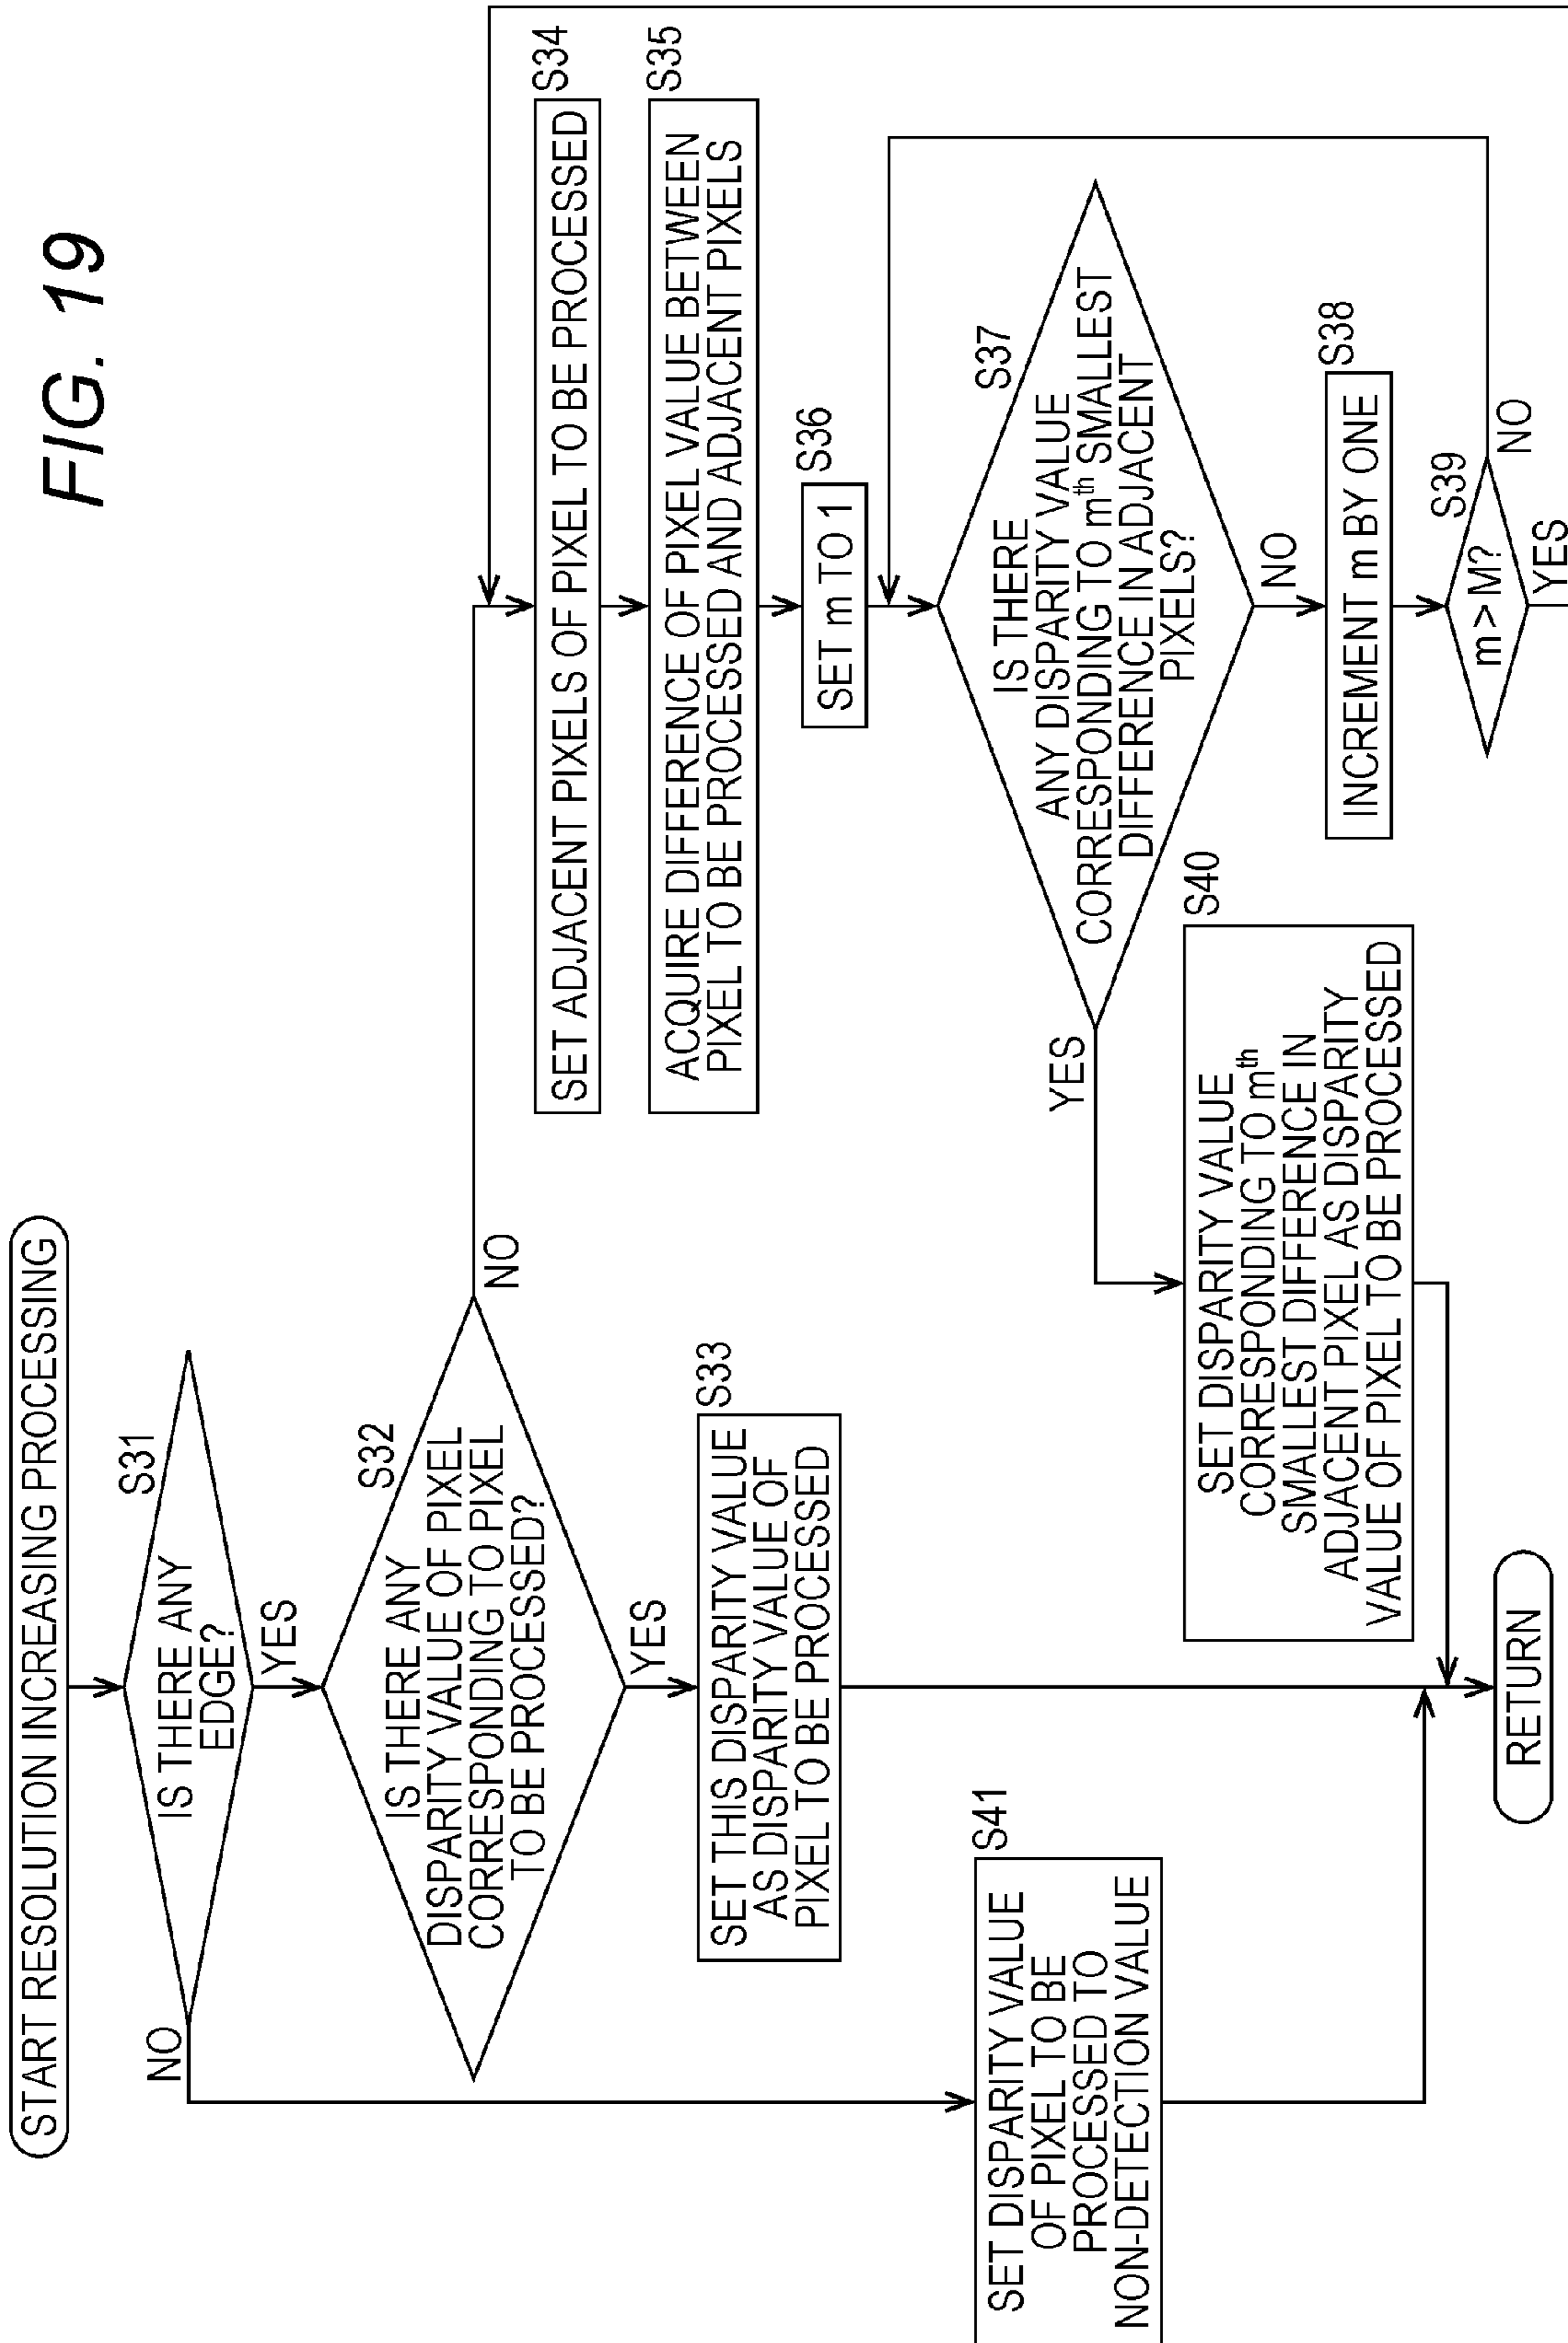 FIG. 19
START RESOLUTION INCREASING PROCESSING
S31
IS THERE ANY
EDGE?
NO
YES
S32
IS THERE ANY
DISPARITY VALUE OF PIXEL
CORRESPONDING TO PIXEL
TO BE PROCESSED?
NO
YES
S33
SET THIS DISPARITY VALUE
AS DISPARITY VALUE OF
PIXEL TO BE PROCESSED
S34
SET ADJACENT PIXELS OF PIXEL TO BE PROCESSED
S35
ACQUIRE DIFFERENCE OF PIXEL VALUE BETWEEN
PIXEL TO BE PROCESSED AND ADJACENT PIXELS
S36
SET m TO 1
S37
IS THERE
ANY DISPARITY VALUE
CORRESPONDING TO mth SMALLEST
DIFFERENCE IN ADJACENT
PIXELS?
YES
NO
S38
INCREMENT m BY ONE
S39
m > M?
NO
YES
S40
SET DISPARITY VALUE
CORRESPONDING TO mth
SMALLEST DIFFERENCE IN
ADJACENT PIXEL AS DISPARITY
VALUE OF PIXEL TO BE PROCESSED
S41
SET DISPARITY VALUE
OF PIXEL TO BE
PROCESSED TO
NON-DETECTION VALUE
RETURN